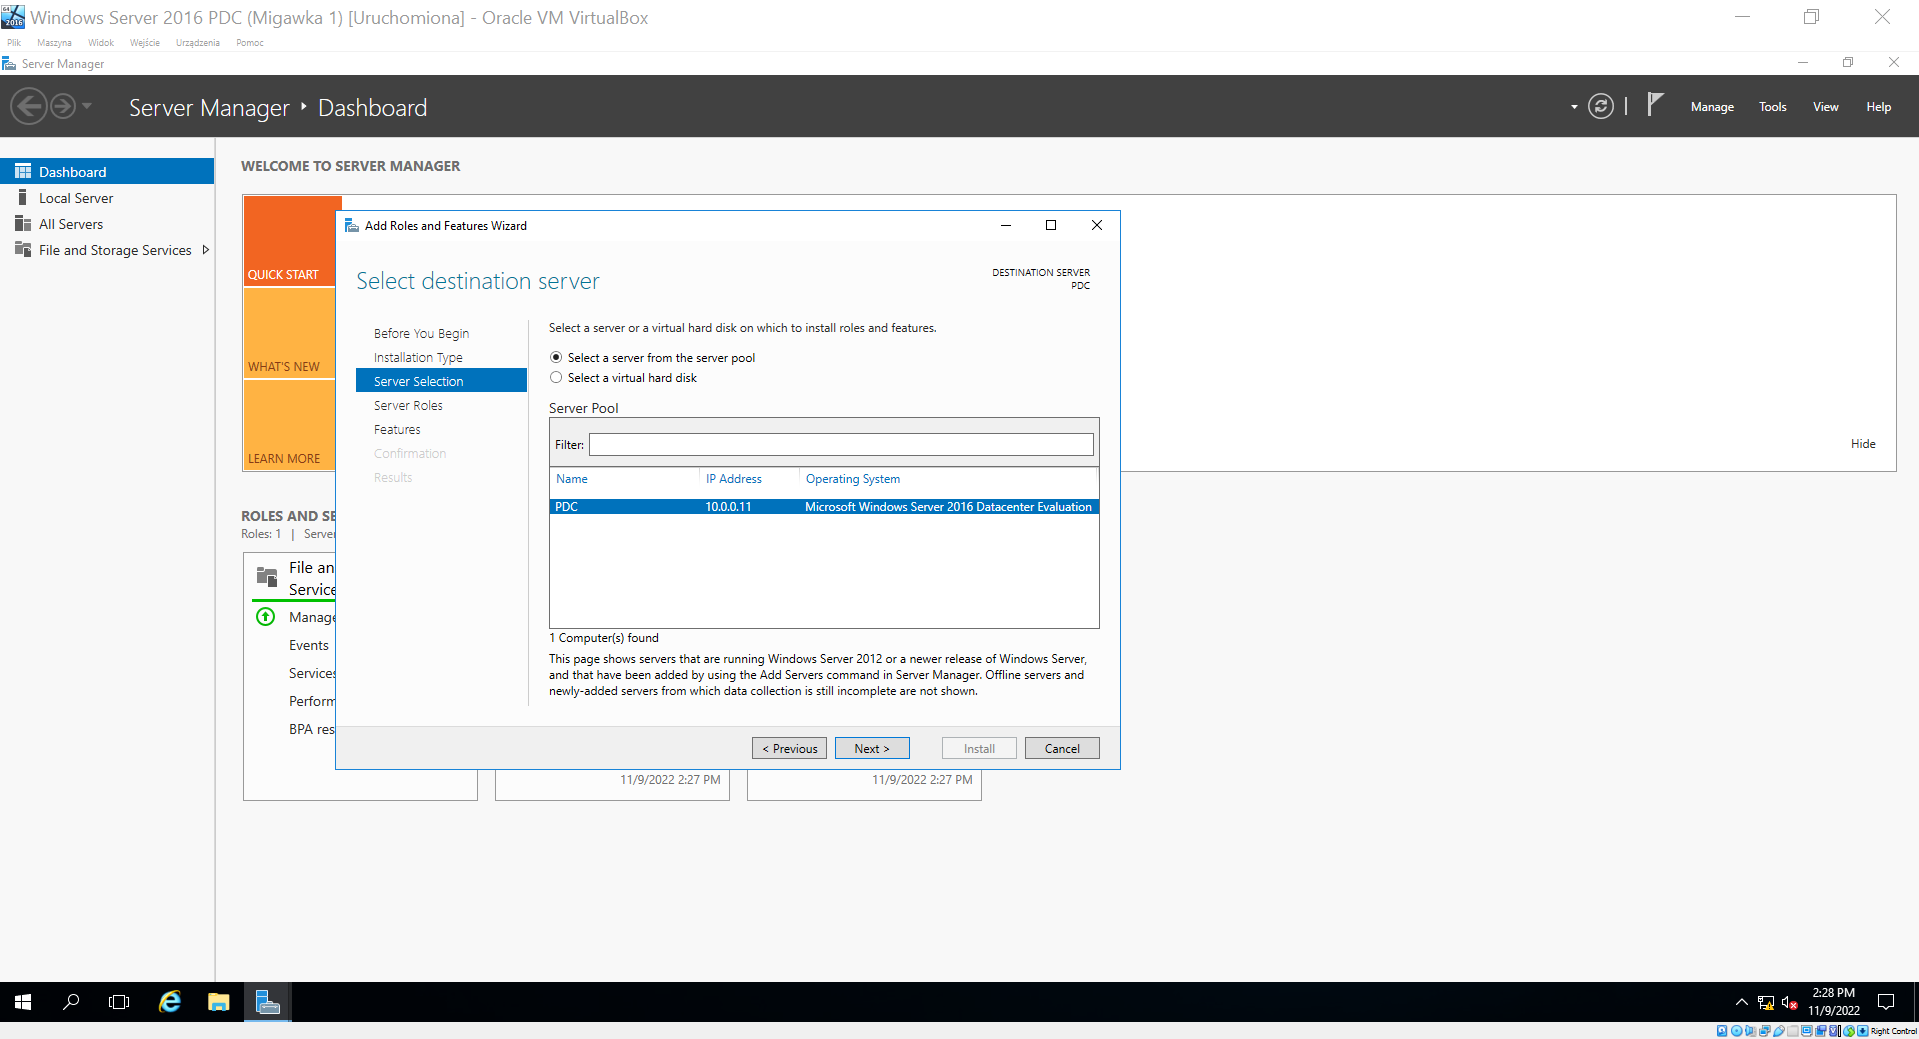 Windows Server 2016 PDC (Migawka 1) [Uruchomiona] - Oracle VM VirtualBox
Plik Maszyna Widok Wejście Urządzenia Pomoc
Server Manager
Server Manager ‣ Dashboard
Manage Tools View Help
Dashboard
Local Server
All Servers
File and Storage Services
WELCOME TO SERVER MANAGER
QUICK START
WHAT'S NEW
LEARN MORE
Hide
ROLES AND SE
Roles: 1 | Server
File an
Service
Manage
Events
Services
Perform
BPA res
11/9/2022 2:27 PM
11/9/2022 2:27 PM
Add Roles and Features Wizard
Select destination server
DESTINATION SERVER
PDC
Before You Begin
Installation Type
Server Selection
Server Roles
Features
Confirmation
Results
Select a server or a virtual hard disk on which to install roles and features.
Select a server from the server pool
Select a virtual hard disk
Server Pool
Filter:
Name IP Address Operating System
PDC 10.0.0.11 Microsoft Windows Server 2016 Datacenter Evaluation
1 Computer(s) found
This page shows servers that are running Windows Server 2012 or a newer release of Windows Server,
and that have been added by using the Add Servers command in Server Manager. Offline servers and
newly-added servers from which data collection is still incomplete are not shown.
< Previous Next > Install Cancel
2:28 PM
11/9/2022
Right Control